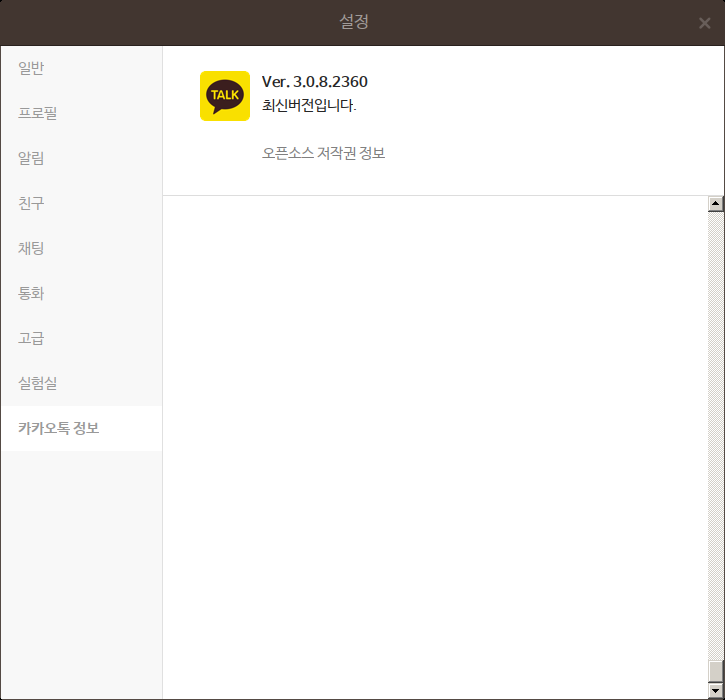 설정
일반
프로필
알림
친구
채팅
통화
고급
실험실
카카오톡 정보
TALK
Ver. 3.0.8.2360
최신버전입니다.
오픈소스 저작권 정보